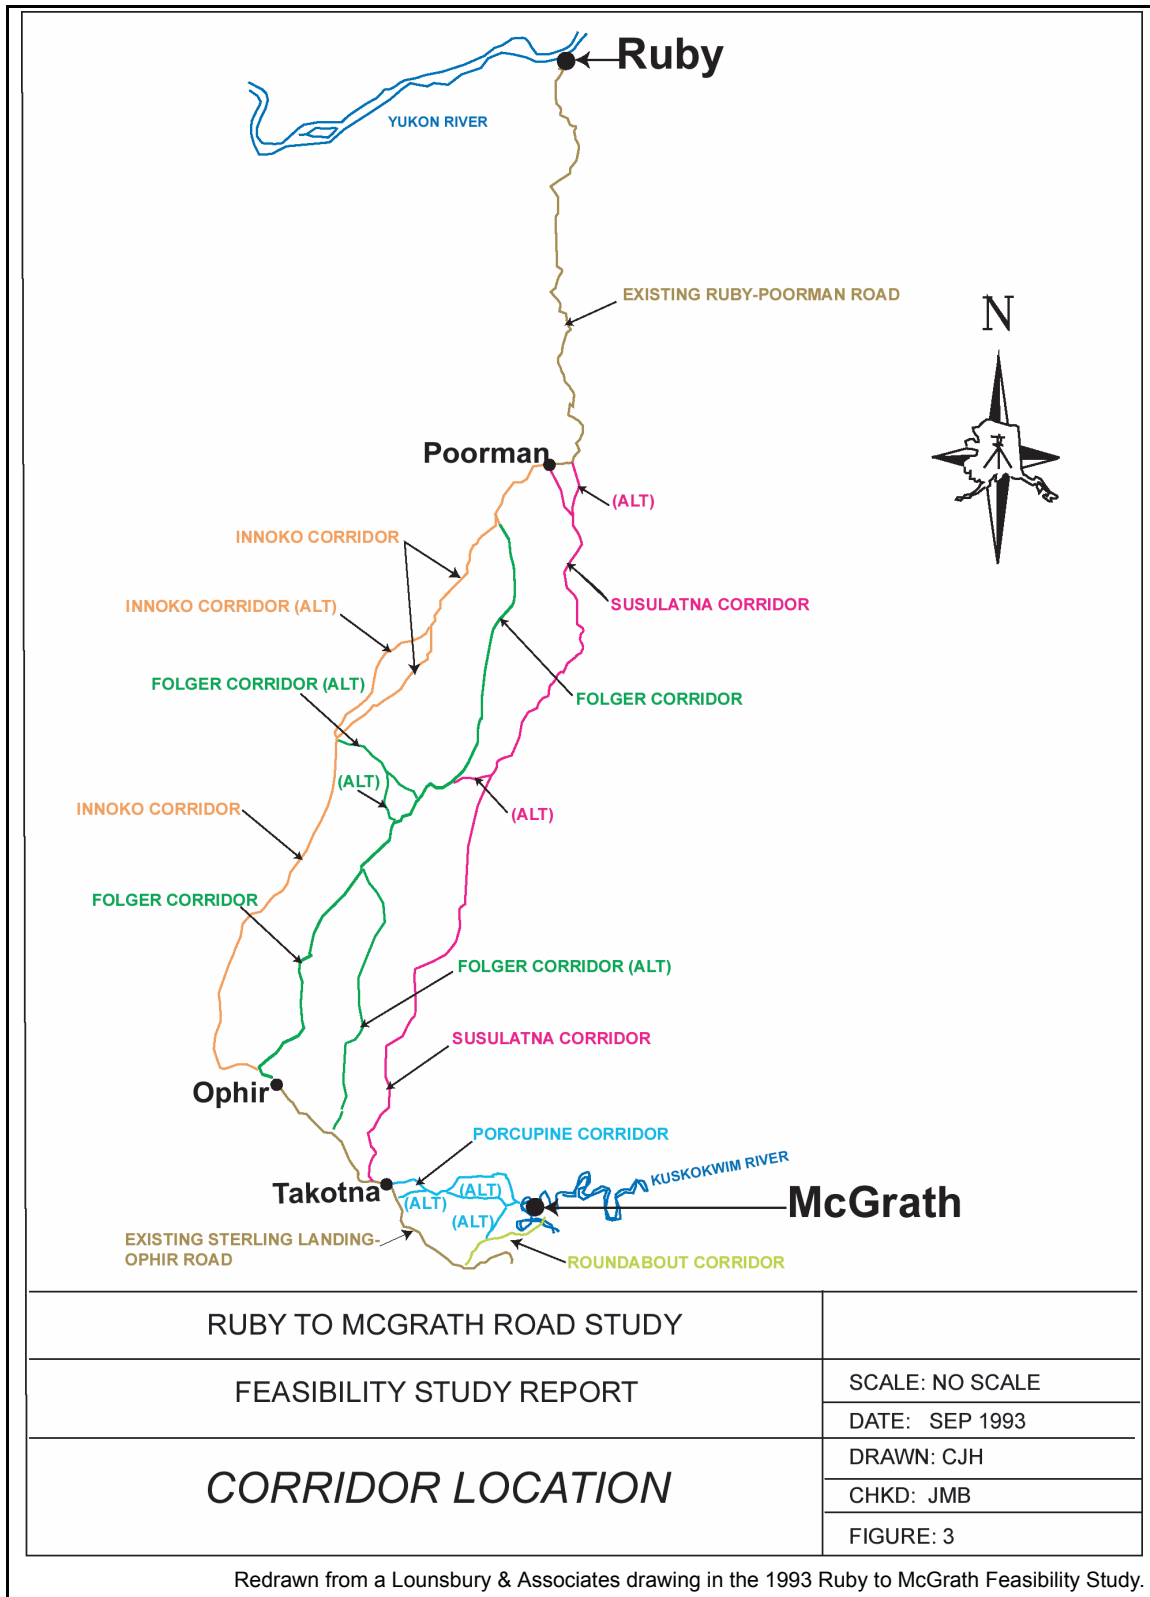 Ruby
YUKON RIVER
EXISTING RUBY-POORMAN ROAD
N
Poorman
(ALT)
INNOKO CORRIDOR
INNOKO CORRIDOR (ALT)
SUSULATNA CORRIDOR
FOLGER CORRIDOR (ALT)
FOLGER CORRIDOR
(ALT)
INNOKO CORRIDOR
(ALT)
FOLGER CORRIDOR
FOLGER CORRIDOR (ALT)
SUSULATNA CORRIDOR
Ophir
PORCUPINE CORRIDOR
KUSKOKWIM RIVER
Takotna
(ALT)
(ALT)
McGrath
(ALT)
EXISTING STERLING LANDING-
OPHIR ROAD
ROUNDABOUT CORRIDOR
RUBY TO MCGRATH ROAD STUDY
FEASIBILITY STUDY REPORT
CORRIDOR LOCATION
SCALE: NO SCALE
DATE: SEP 1993
DRAWN: CJH
CHKD: JMB
FIGURE: 3
Redrawn from a Lounsbury & Associates drawing in the 1993 Ruby to McGrath Feasibility Study.